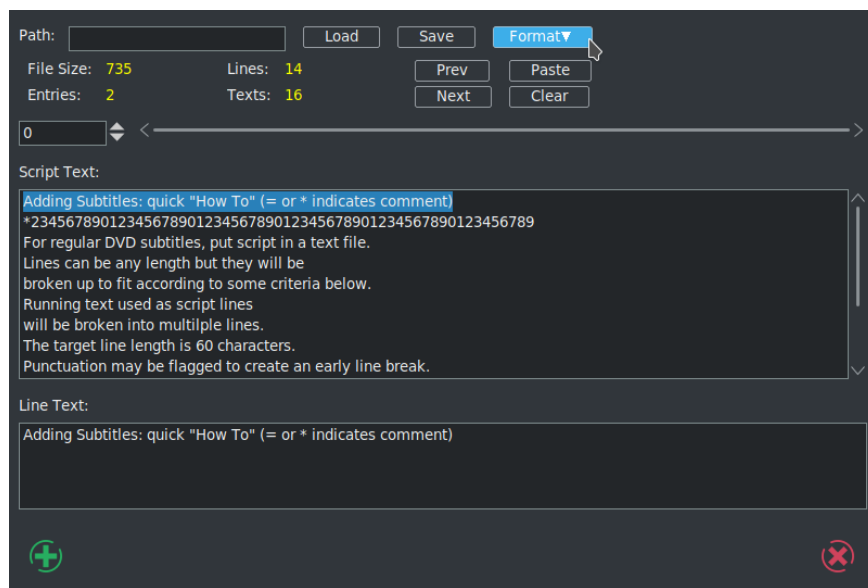 Path: Load Save Format▼
File Size: 735 Lines: 14 Prev Paste
Entries: 2 Texts: 16 Next Clear
0
Script Text:
Adding Subtitles: quick "How To" (= or * indicates comment)
*23456789012345678901234567890123456789012345678901234567890123456789
For regular DVD subtitles, put script in a text file.
Lines can be any length but they will be
broken up to fit according to some criteria below.
Running text used as script lines
will be broken into multilple lines.
The target line length is 60 characters.
Punctuation may be flagged to create an early line break.
Line Text:
Adding Subtitles: quick "How To" (= or * indicates comment)